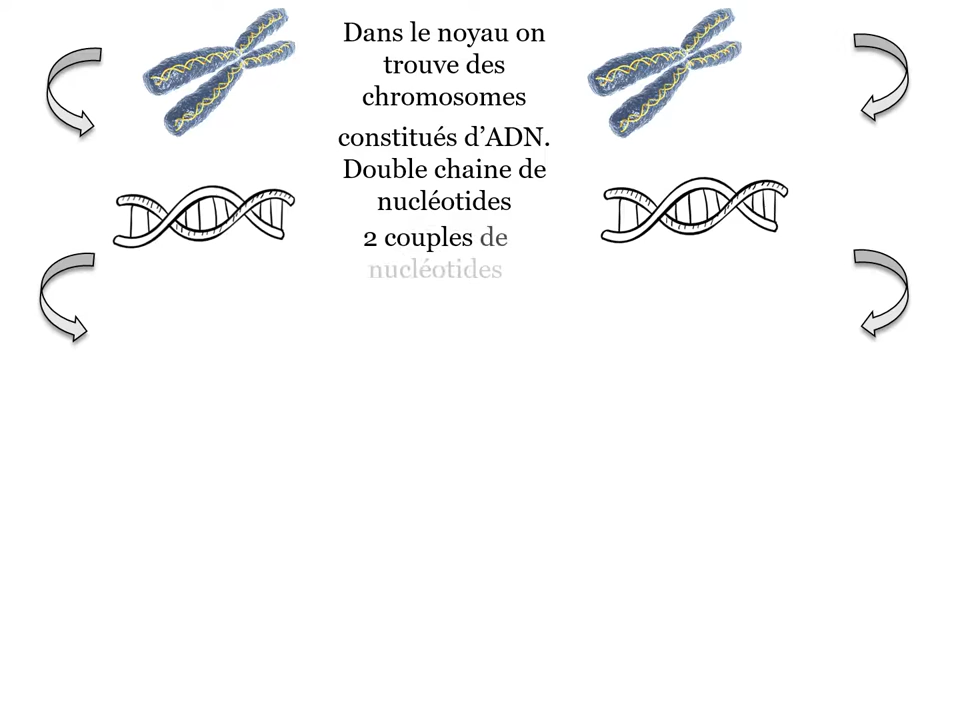 Dans le noyau on
trouve des
chromosomes
constitués d’ADN.
Double chaine de
nucléotides
2 couples de
nucléotides